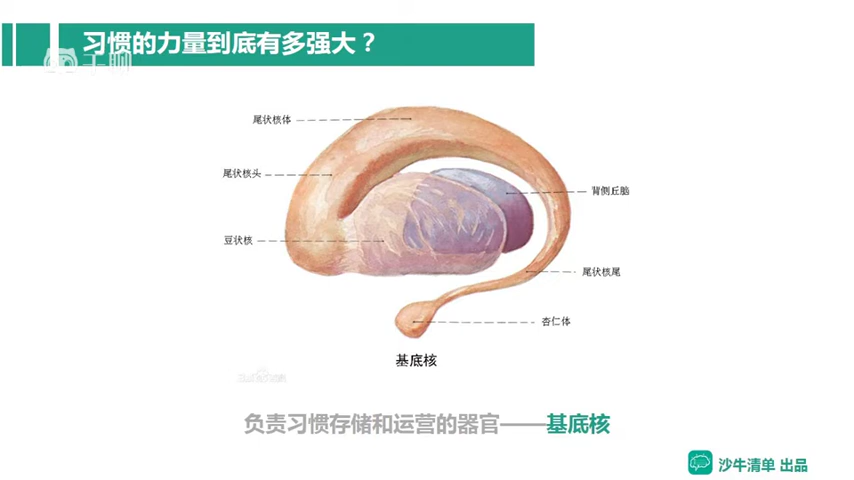 习惯的力量到底有多强大？
千聊
尾状核体
尾状核头
背侧丘脑
豆状核
尾状核尾
杏仁体
基底核
负责习惯存储和运营的器官——基底核
沙牛清单 出品